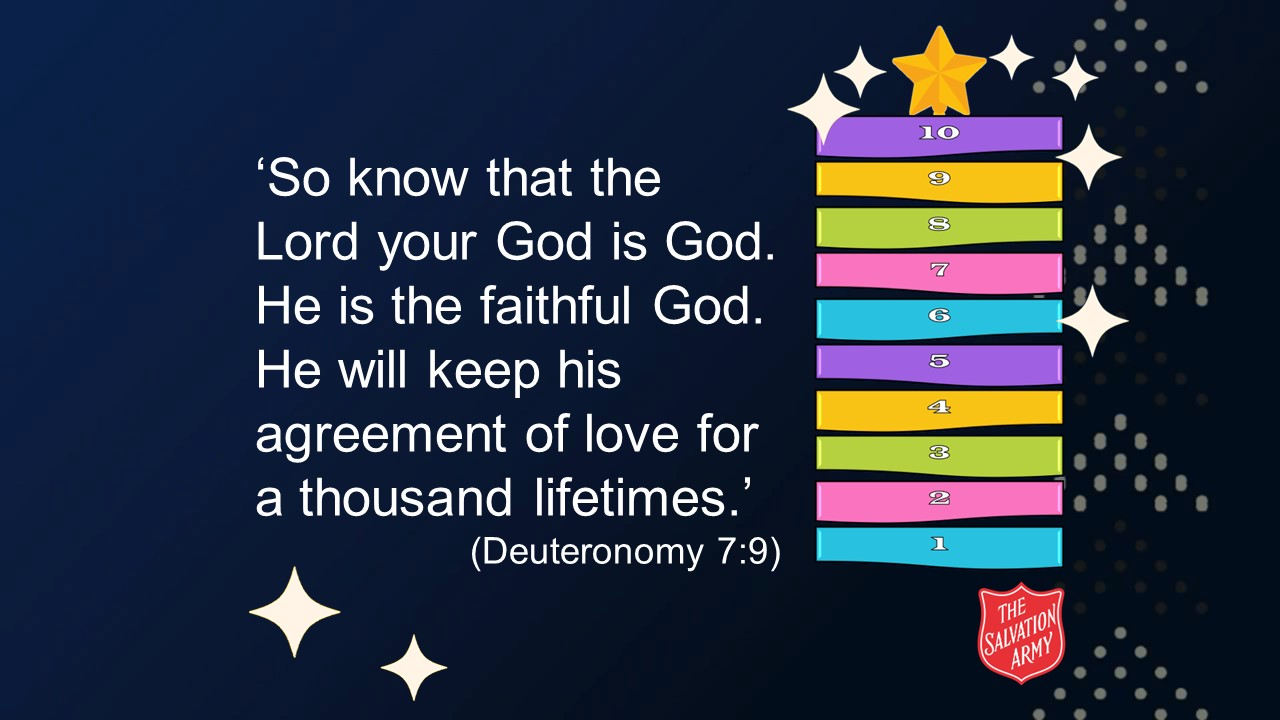 ‘So know that the
Lord your God is God.
He is the faithful God.
He will keep his
agreement of love for
a thousand lifetimes.’
(Deuteronomy 7:9)
10
9
8
7
6
5
4
3
2
1
THE
SALVATION
ARMY